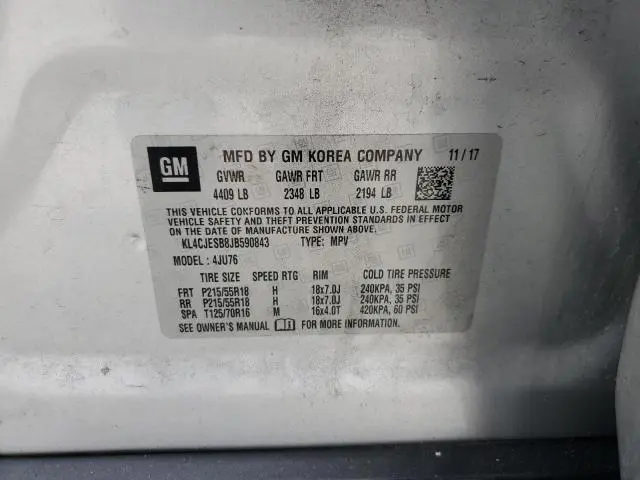 GM
MFD BY GM KOREA COMPANY 11/17
GVWR GAWR FRT GAWR RR
4409 LB 2348 LB 2194 LB
THIS VEHICLE CONFORMS TO ALL APPLICABLE U.S. FEDERAL MOTOR
VEHICLE SAFETY AND THEFT PREVENTION STANDARDS IN EFFECT
ON THE DATE OF MANUFACTURE SHOWN ABOVE.
KL4CJESB8JB590843 TYPE: MPV
MODEL: 4JU76
TIRE SIZE SPEED RTG RIM COLD TIRE PRESSURE
FRT P215/55R18 H 18x7.0J 240KPA, 35 PSI
RR P215/55R18 H 18x7.0J 240KPA, 35 PSI
SPA T125/70R16 M 16x4.0T 420KPA, 60 PSI
SEE OWNER'S MANUAL FOR MORE INFORMATION.